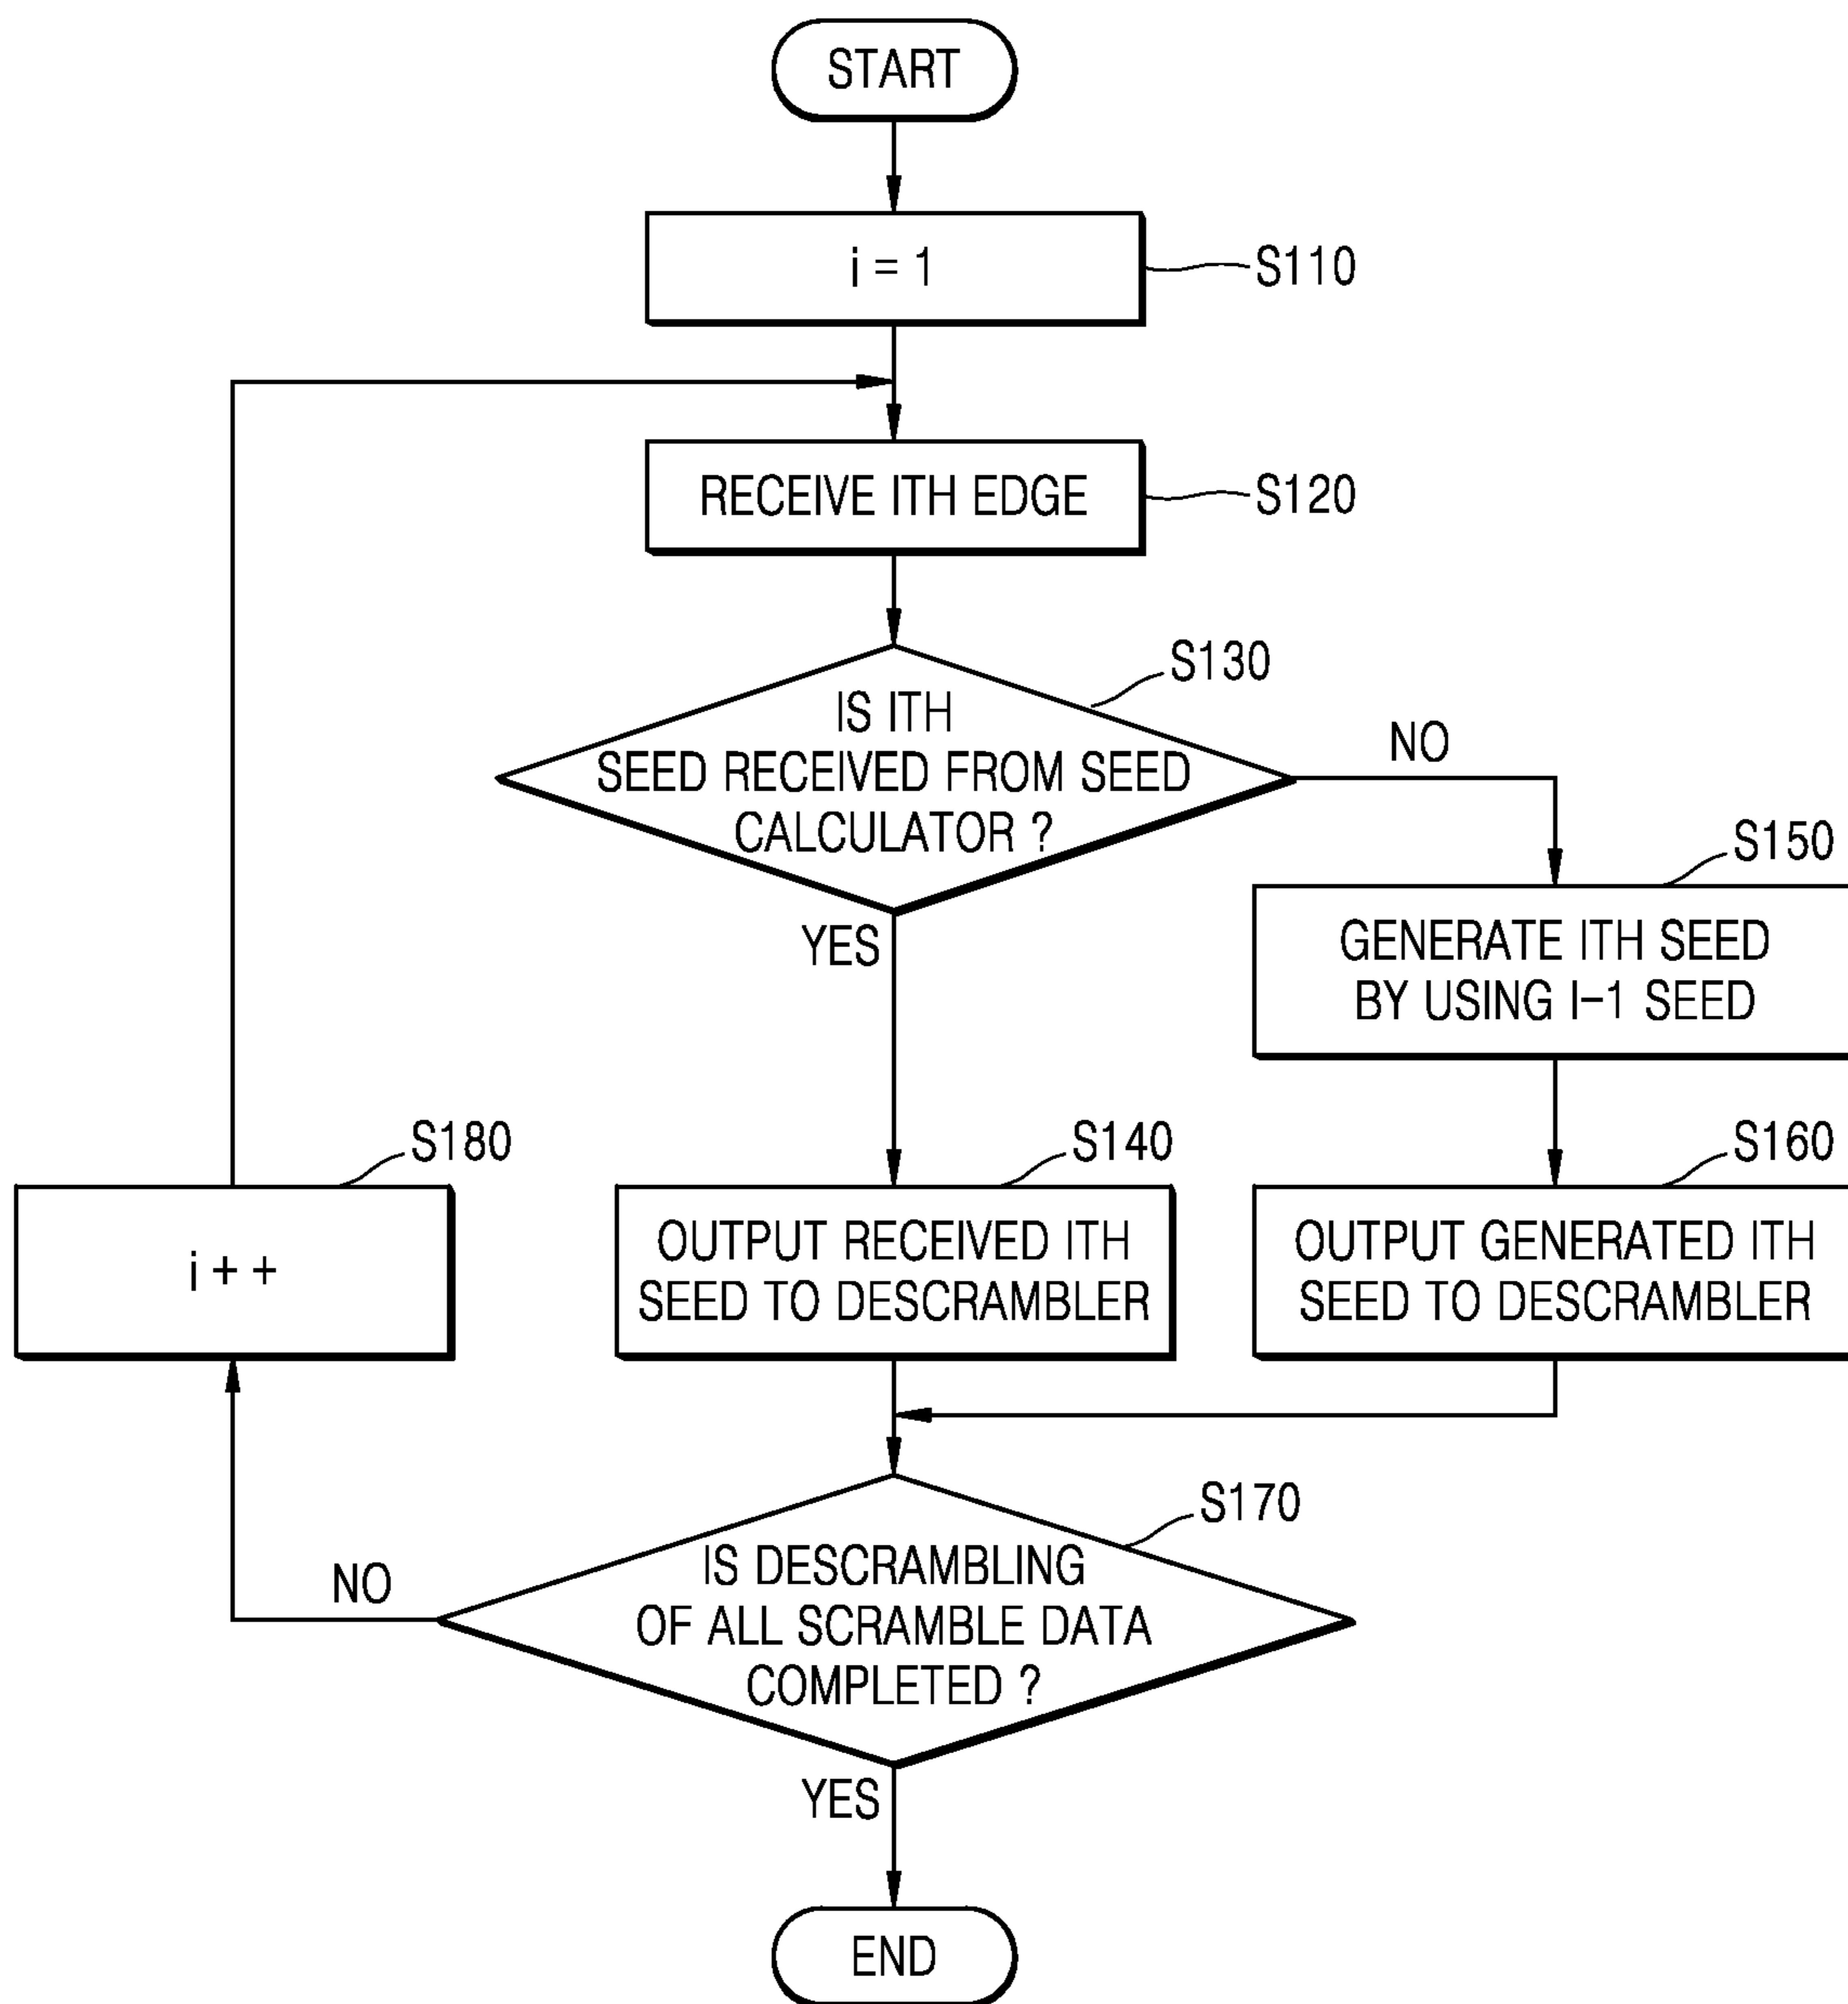 START
i = 1
S110
RECEIVE ITH EDGE
S120
S130
IS ITH
SEED RECEIVED FROM SEED
CALCULATOR ?
NO
YES
S150
GENERATE ITH SEED
BY USING I-1 SEED
S180
i + +
S140
OUTPUT RECEIVED ITH
SEED TO DESCRAMBLER
S160
OUTPUT GENERATED ITH
SEED TO DESCRAMBLER
S170
IS DESCRAMBLING
OF ALL SCRAMBLE DATA
COMPLETED ?
NO
YES
END